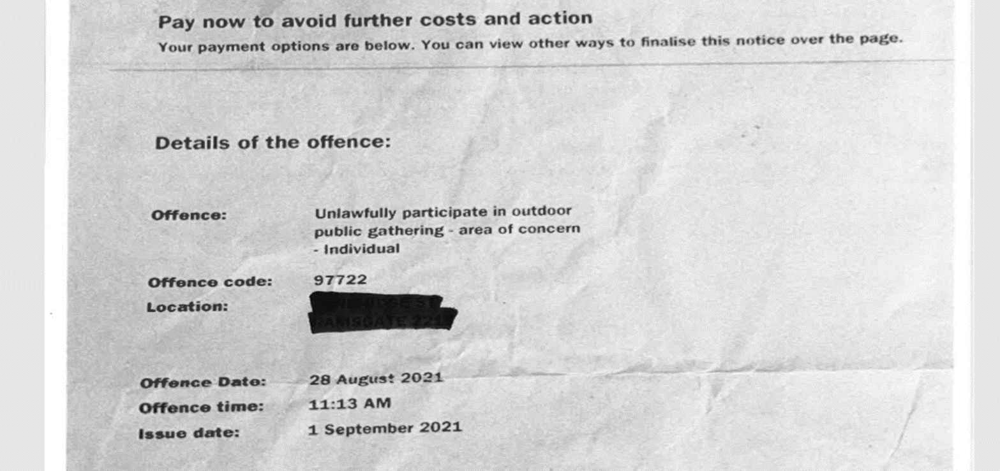 Pay now to avoid further costs and action
Your payment options are below. You can view other ways to finalise this notice over the page.
Details of the offence:
Offence: Unlawfully participate in outdoor
public gathering - area of concern
- Individual
Offence code: 97722
Location:
Offence Date: 28 August 2021
Offence time: 11:13 AM
Issue date: 1 September 2021